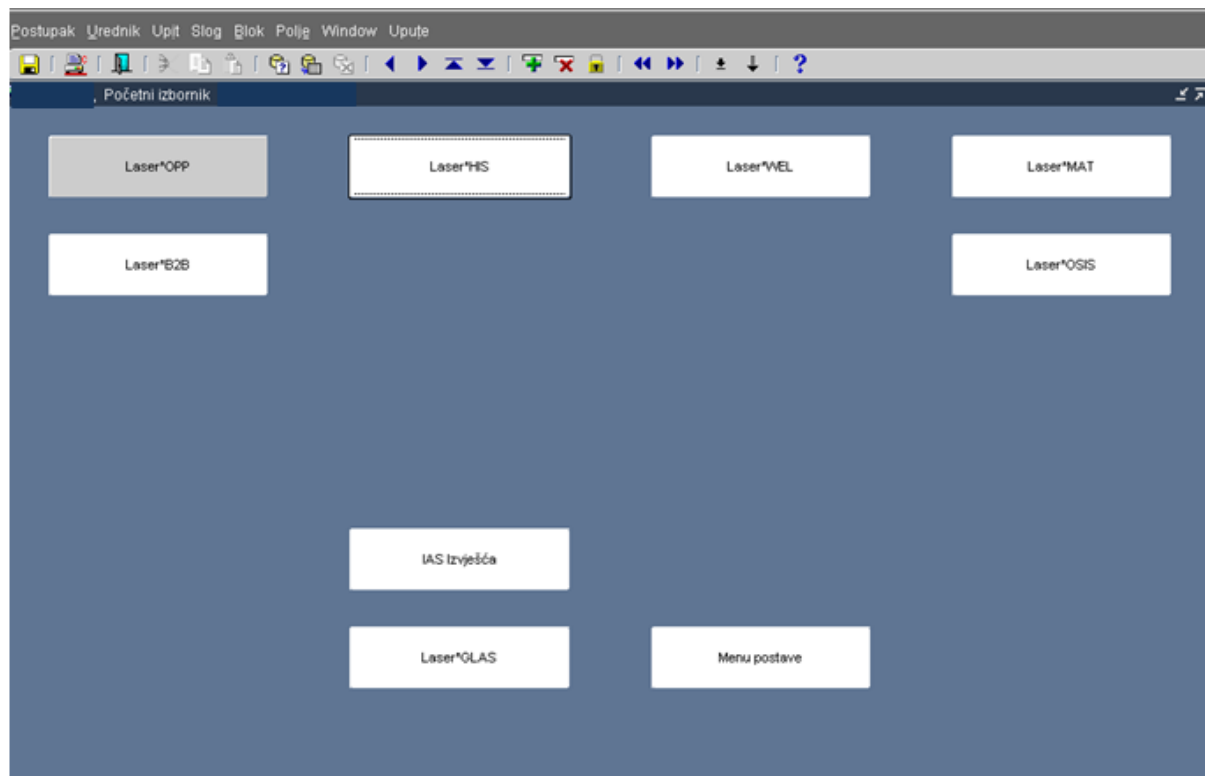 Postupak Urednik Upit Slog Blok Polje Window Upute
, Početni izbornik
Laser*OPP Laser*HIS Laser*WEL Laser*MAT
Laser*B2B Laser*OSIS
IAS Izvješća
Laser*GLAS Menu postave